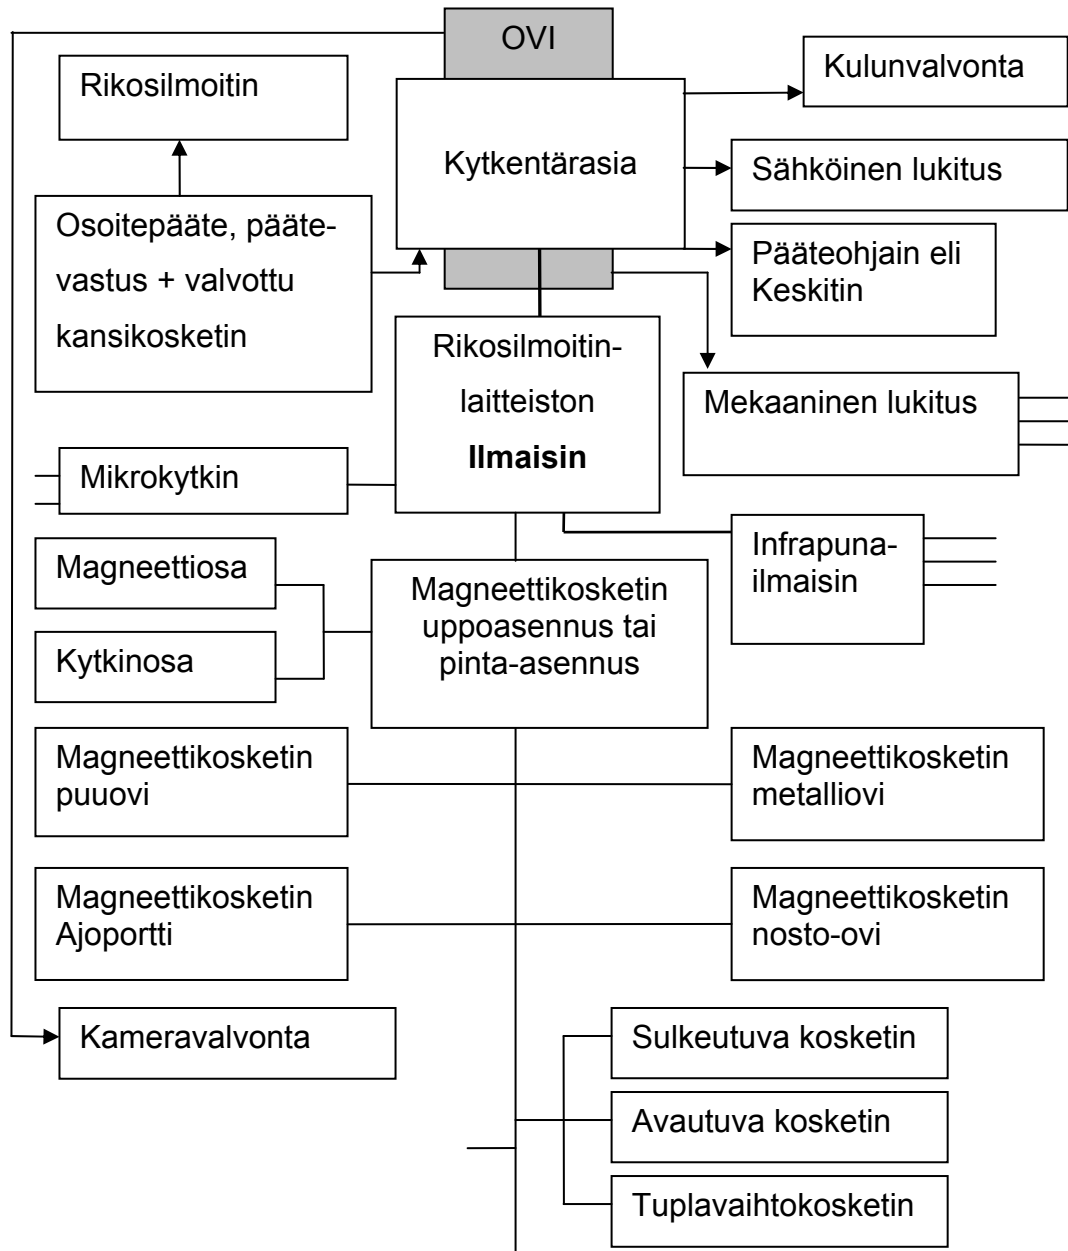 OVI
Kulunvalvonta
Rikosilmoitin
Kytkentärasia
Sähköinen lukitus
Osoitepääte, pääte-
vastus + valvottu
kansikosketin
Pääteohjain eli
Keskitin
Rikosilmoitin-
laitteiston
Ilmaisin
Mekaaninen lukitus
Mikrokytkin
Infrapuna-
ilmaisin
Magneettiosa
Kytkinosa
Magneettikosketin
uppoasennus tai
pinta-asennus
Magneettikosketin
puuovi
Magneettikosketin
metalliovi
Magneettikosketin
Ajoportti
Magneettikosketin
nosto-ovi
Kameravalvonta
Sulkeutuva kosketin
Avautuva kosketin
Tuplavaihtokosketin